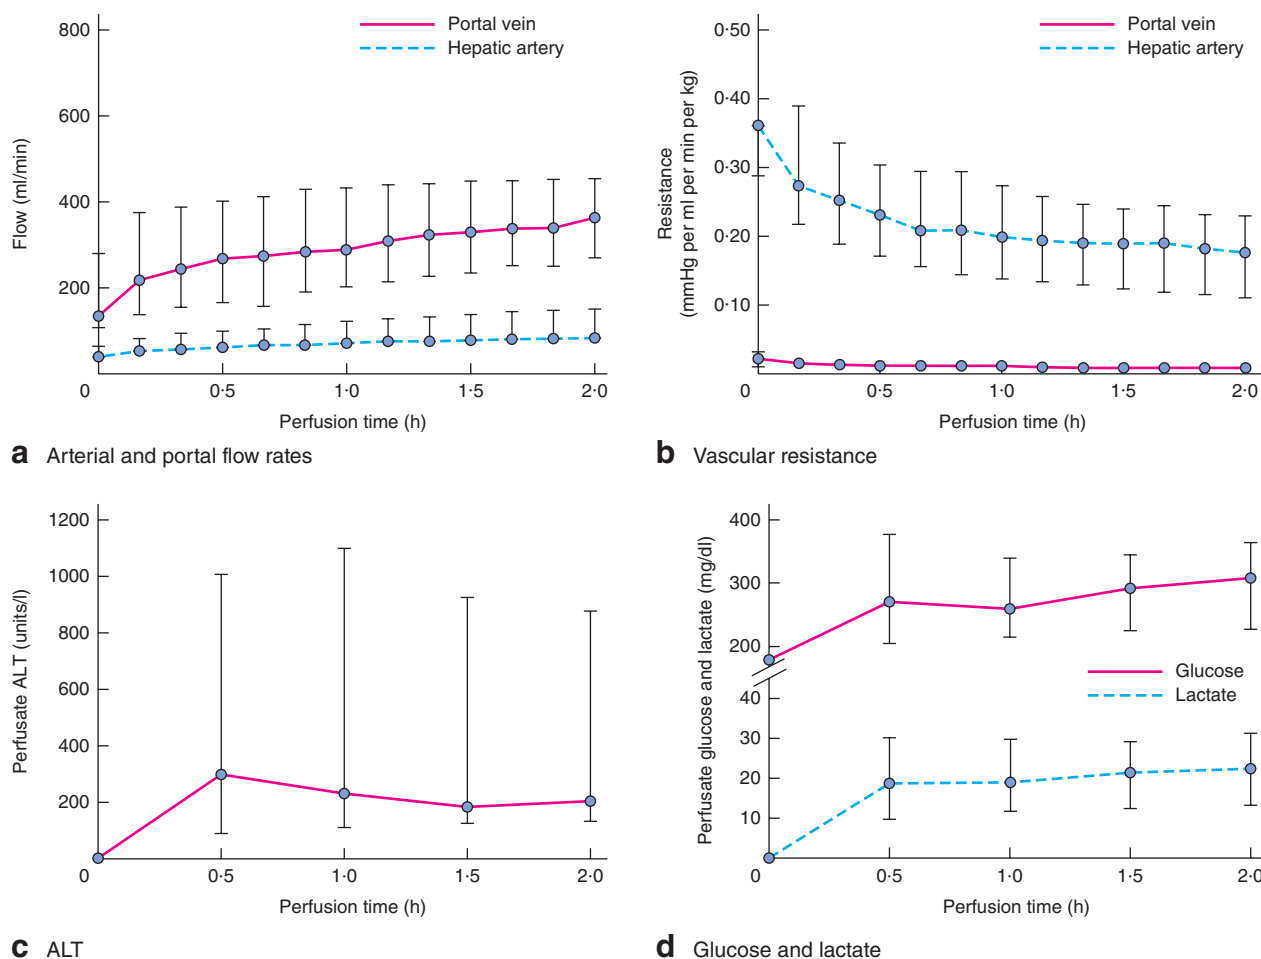 800
600
400
200
0
0·5
1·0
1·5
2·0
Flow (ml/min)
Perfusion time (h)
Portal vein
Hepatic artery
a Arterial and portal flow rates
0·50
0·40
0·30
0·20
0·10
0
0·5
1·0
1·5
2·0
Resistance
(mmHg per ml per min per kg)
Perfusion time (h)
Portal vein
Hepatic artery
b Vascular resistance
1200
1000
800
600
400
200
0
0·5
1·0
1·5
2·0
Perfusate ALT (units/l)
Perfusion time (h)
c ALT
400
300
200
40
30
20
10
0
0·5
1·0
1·5
2·0
Perfusate glucose and lactate (mg/dl)
Perfusion time (h)
Glucose
Lactate
d Glucose and lactate